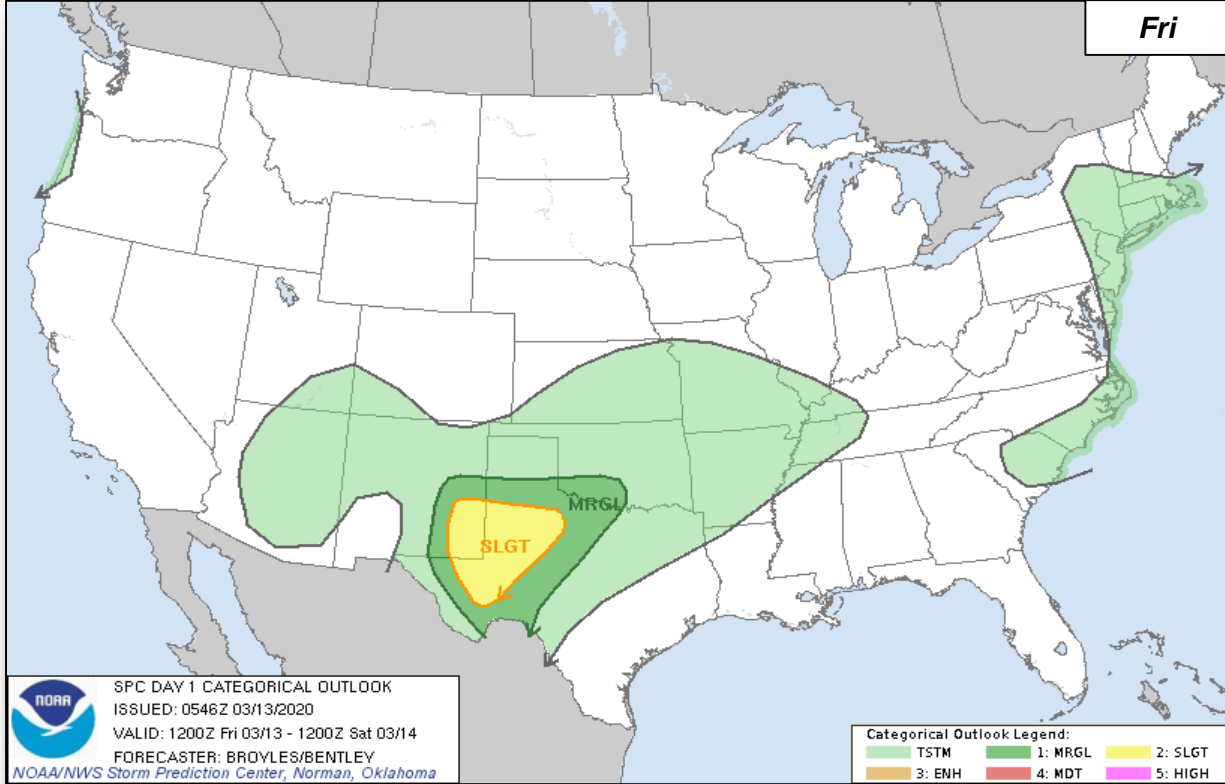 Fri
MRGL
SLGT
NOAA
SPC DAY 1 CATEGORICAL OUTLOOK
ISSUED: 0546Z 03/13/2020
VALID: 1200Z Fri 03/13 - 1200Z Sat 03/14
FORECASTER: BROYLES/BENTLEY
NOAA/NWS Storm Prediction Center, Norman, Oklahoma
Categorical Outlook Legend:
TSTM 1: MRGL 2: SLGT
3: ENH 4: MDT 5: HIGH